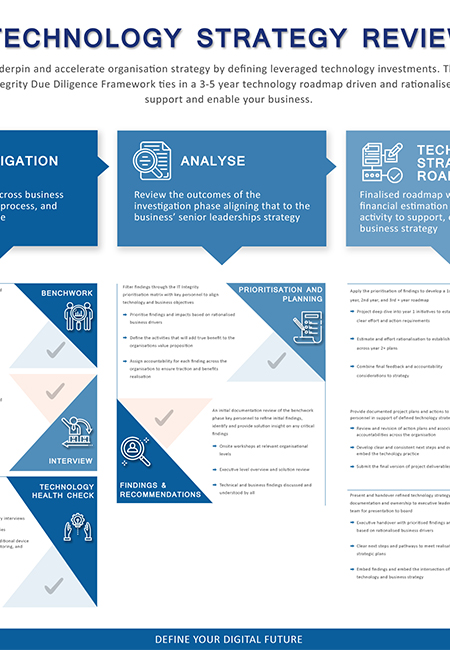 TECHNOLOGY STRATEGY REVIEW
derpin and accelerate organisation strategy by defining leveraged technology investments. T
egrity Due Diligence Framework ties in a 3-5 year technology roadmap driven and rationalise
support and enable your business.
IGATION
cross business
process, and
e
ANALYSE
Review the outcomes of the
investigation phase aligning that to the
business' senior leaderships strategy
TECH
STRA
ROA
Finalised roadmap w
financial estimation
activity to support, e
business strategy
BENCHWORK
INTERVIEW
TECHNOLOGY
HEALTH CHECK
y interviews
ditional device
toring, and
Filter findings through the IT Integrity
prioritisation matrix with key personnel to align
technology and business objectives
Prioritise findings and impacts based on rationalised
business drivers
Define the activities that will add true benefit to the
organisations value proposition
Assign accountability for each finding across the
organisation to ensure traction and benefits
realisation
PRIORITISATION AND
PLANNING
An initial documentation review of the benchwork
phase key personnel to refine initial findings,
identify and provide solution insight on any critical
findings
Onsite workshops at relevant organisational
levels
Executive level overview and solution review
Technical and business findings discussed and
understood by all
FINDINGS &
RECOMMENDATIONS
Apply the prioritisation of findings to develop a 1
year, 2nd year, and 3rd + year roadmap
Project deep dive into year 1 initiatives to esta
clear effort and action requirements
Estimate and effort rationalisation to establish
across year 2+ plans
Combine final feedback and accountability
considerations to strategy.
Provide documented project plans and actions to
personnel in support of defined technology strate
Review and revision of action plans and associ
accountabilities across the organisation
Develop clear and consistent next steps and e
embed the technology practice
Submit the final version of project deliverables
Present and handover refined technology strategy
documentation and ownership to executive leader
team for presentation to board
Executive handover with prioritised findings a
based on rationalised business drivers
Clear next steps and pathways to meet realise
strategic plans
Embed findings and embed the intersection of
technology and business strategy
DEFINE YOUR DIGITAL FUTURE